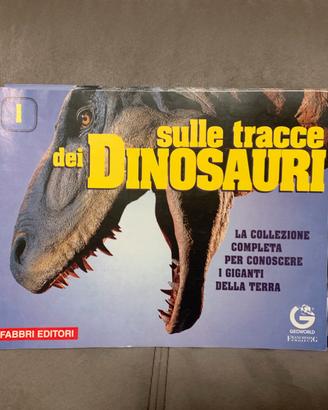 1
sulle tracce
dei DINOSAURI
LA COLLEZIONE
COMPLETA
PER CONOSCERE
I GIGANTI
DELLA TERRA
FABBRI EDITORI
GEOWORLD